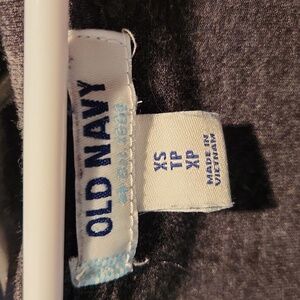 OLD NAVY
XS
TP
XP
MADE IN
VIETNAM